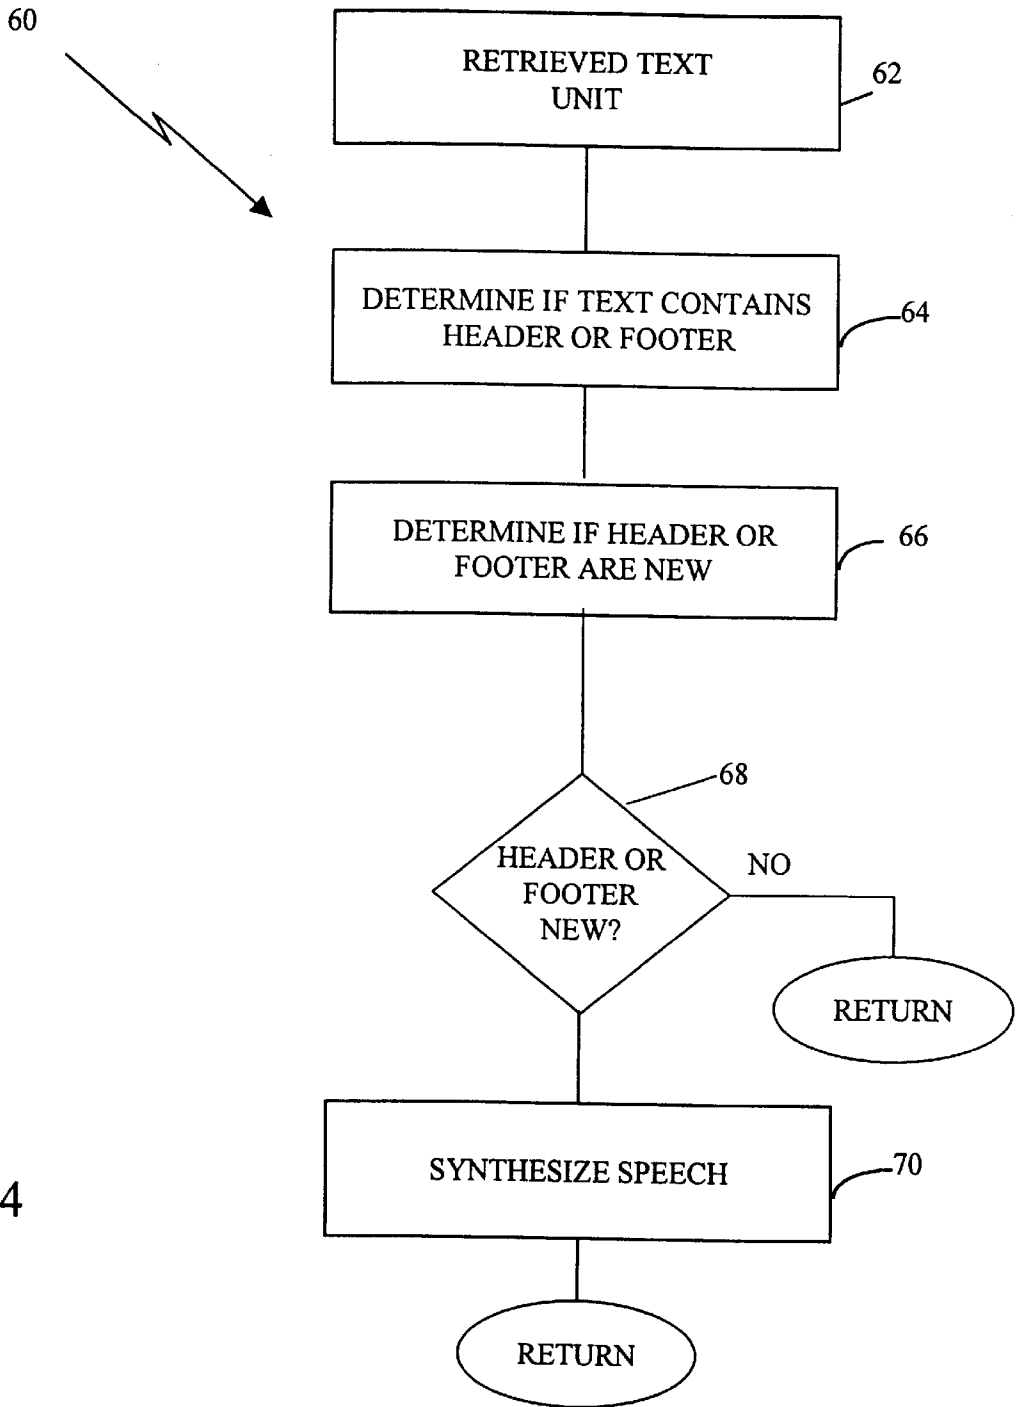 60
RETRIEVED TEXT
UNIT
62
DETERMINE IF TEXT CONTAINS
HEADER OR FOOTER
64
DETERMINE IF HEADER OR
FOOTER ARE NEW
66
68
HEADER OR
FOOTER
NEW?
NO
RETURN
SYNTHESIZE SPEECH
70
4
RETURN